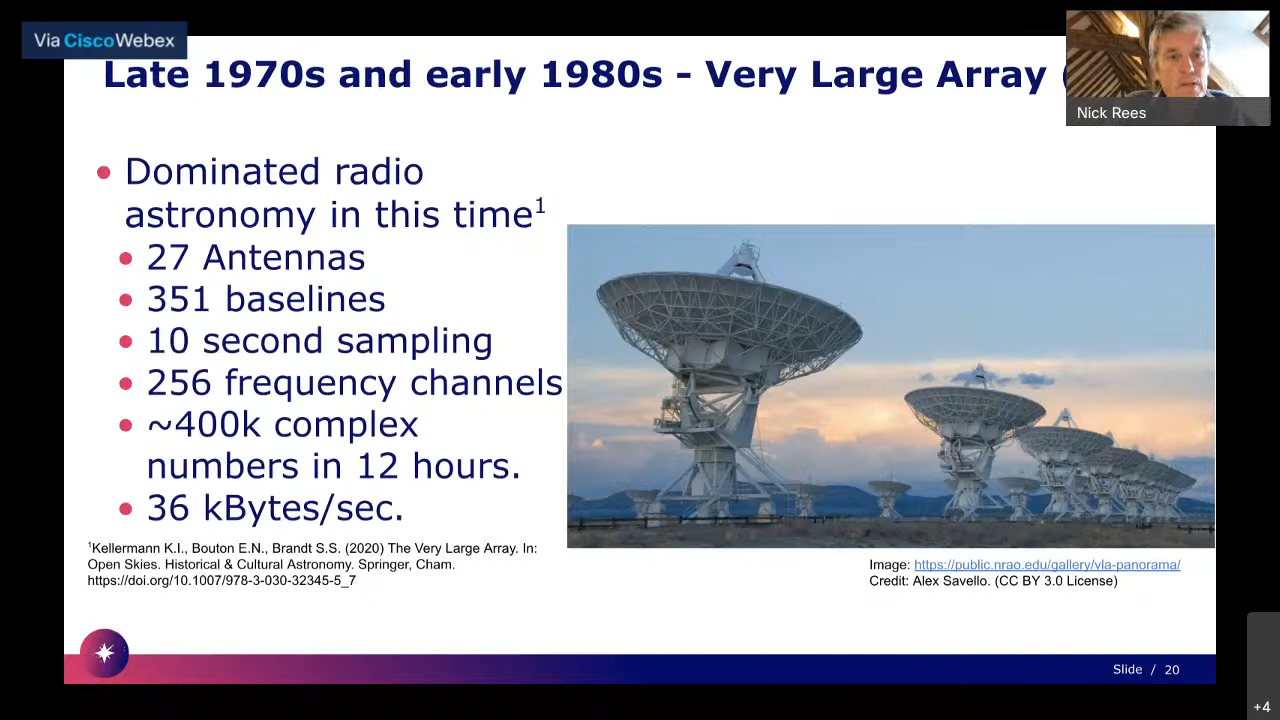 Via CiscoWebex
Late 1970s and early 1980s - Very Large Array (
Nick Rees
• Dominated radio
astronomy in this time1
• 27 Antennas
• 351 baselines
• 10 second sampling
• 256 frequency channels
• ~400k complex
numbers in 12 hours.
• 36 kBytes/sec.
1Kellermann K.I., Bouton E.N., Brandt S.S. (2020) The Very Large Array. In:
Open Skies. Historical & Cultural Astronomy. Springer, Cham.
https://doi.org/10.1007/978-3-030-32345-5_7
Image: https://public.nrao.edu/gallery/vla-panorama/
Credit: Alex Savello. (CC BY 3.0 License)
Slide / 20
+4